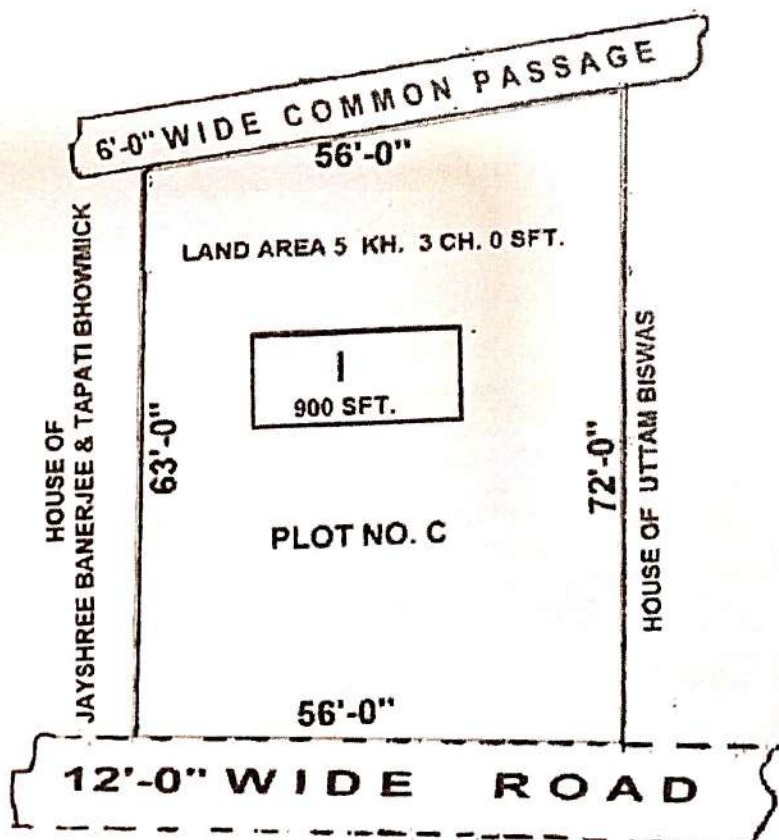 6'-0" WIDE COMMON PASSAGE
56'-0"
LAND AREA 5 KH. 3 CH. 0 SFT.
I
900 SFT.
HOUSE OF
JAYSHREE BANERJEE & TAPATI BHOWMICK
63'-0"
72'-0"
HOUSE OF UTTAM BISWAS
PLOT NO. C
56'-0"
12'-0" WIDE ROAD